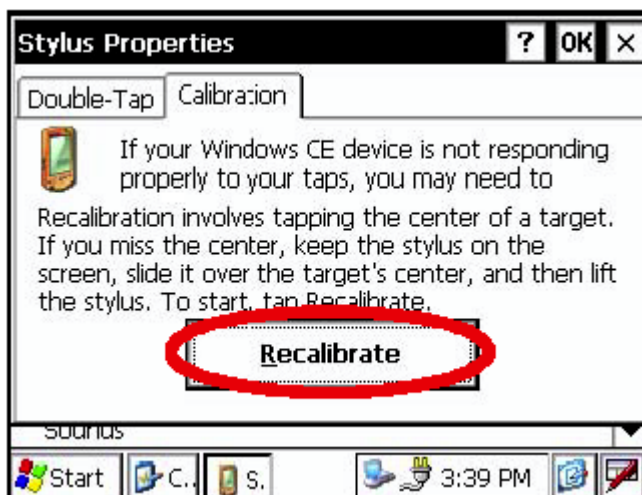 Stylus Properties ? OK ×
Double-Tap Calibration
If your Windows CE device is not responding
properly to your taps, you may need to
Recalibration involves tapping the center of a target.
If you miss the center, keep the stylus on the
screen, slide it over the target's center, and then lift
the stylus. To start, tap Recalibrate.
Recalibrate
Start C.. S.. 3:39 PM